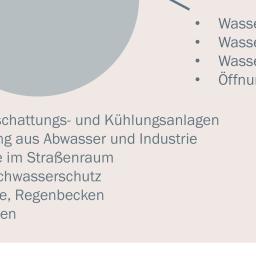 • Wasse
• Wasse
• Wasse
• Öffnu
schattungs- und Kühlungsanlagen
ng aus Abwasser und Industrie
e im Straßenraum
chwasserschutz
e, Regenbecken
en